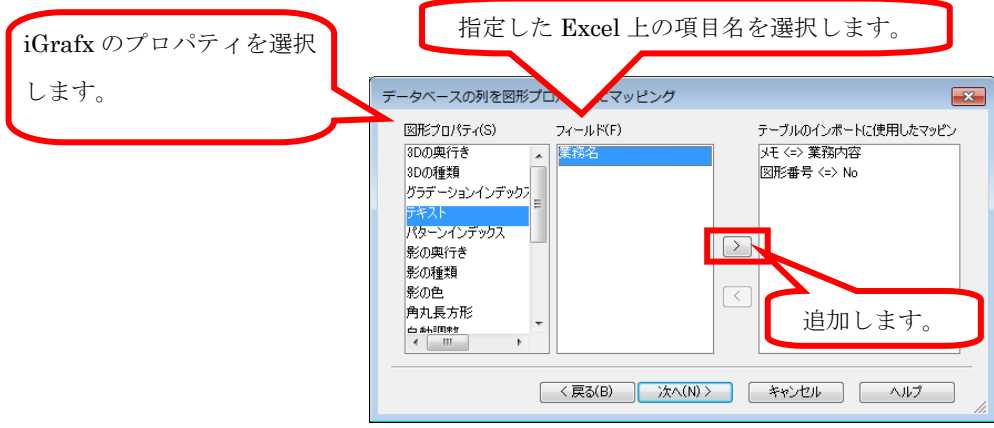 iGrafx のプロパティを選択
します。
指定した Excel 上の項目名を選択します。
データベースの列を図形プロ にマッピング
図形プロパティ(S)
3Dの奥行き
3Dの種類
グラデーションインデックス
テキスト
パターンインデックス
影の奥行き
影の種類
影の色
角丸長方形
自動調整
フィールド(F)
業務名
テーブルのインポートに使用したマッピン
メモ <=> 業務内容
図形番号 <=> No
>
<
追加します。
< 戻る(B)
次へ(N) >
キャンセル
ヘルプ